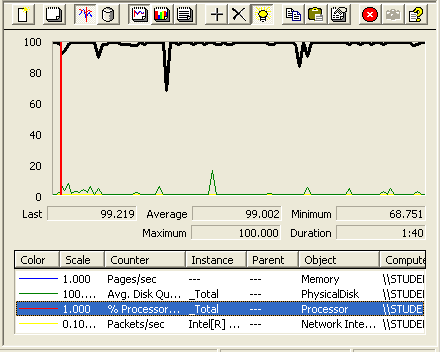 100
80
60
40
20
0
Last 99.219 Average 99.002 Minimum 68.751
Maximum 100.000 Duration 1:40
Color Scale Counter Instance Parent Object Compute
1.000 Pages/sec --- --- Memory \\STUDE
100.... Avg. Disk Qu... _Total --- PhysicalDisk \\STUDE
1.000 % Processor... _Total --- Processor \\STUDE
0.10... Packets/sec Intel[R] ... --- Network Inte... \\STUDE